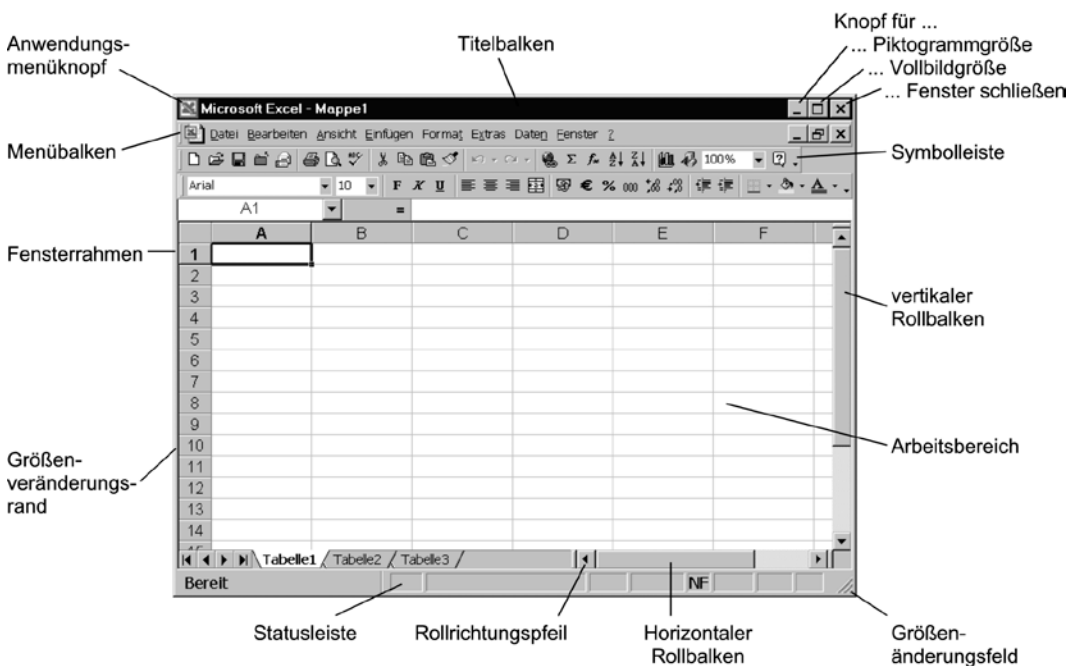 Knopf für ...
Anwendungs-
menüknopf
Titelbalken
... Piktogrammgröße
... Vollbildgröße
... Fenster schließen
Microsoft Excel - Mappe1
Menübalken
Datei Bearbeiten Ansicht Einfügen Format Extras Daten Fenster ?
Symbolleiste
100%
Arial 10 F K U € % 000
A1 =
A B C D E F
Fensterrahmen
1
2
3
4
5
6
7
8
9
10
11
12
13
14
15
vertikaler
Rollbalken
Arbeitsbereich
Größen-
veränderungs-
rand
Tabelle1 Tabelle2 Tabelle3
Bereit NF
Statusleiste
Rollrichtungspfeil
Horizontaler
Rollbalken
Größen-
änderungsfeld